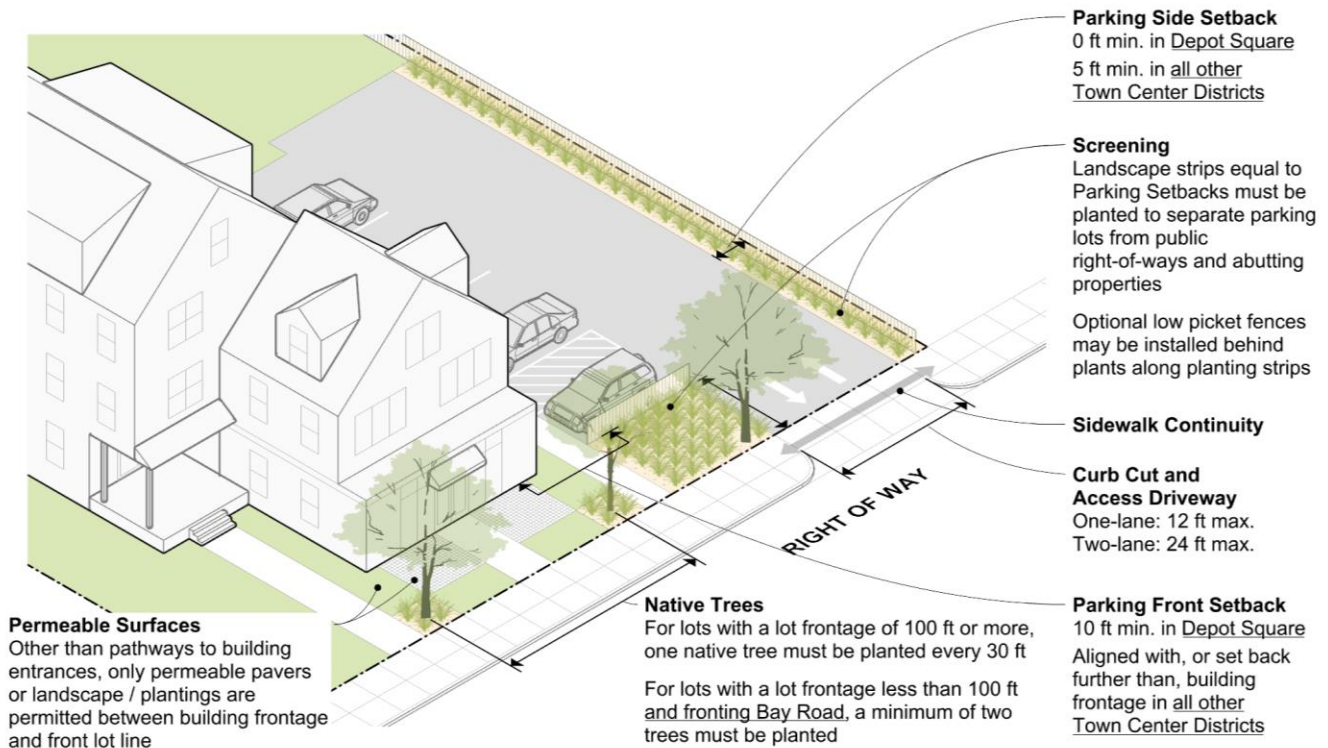 Parking Side Setback
0 ft min. in Depot Square
5 ft min. in all other
Town Center Districts
Screening
Landscape strips equal to
Parking Setbacks must be
planted to separate parking
lots from public
right-of-ways and abutting
properties
Optional low picket fences
may be installed behind
plants along planting strips
Sidewalk Continuity
Curb Cut and
Access Driveway
One-lane: 12 ft max.
Two-lane: 24 ft max.
RIGHT OF WAY
Permeable Surfaces
Other than pathways to building
entrances, only permeable pavers
or landscape / plantings are
permitted between building frontage
and front lot line
Native Trees
For lots with a lot frontage of 100 ft or more,
one native tree must be planted every 30 ft
For lots with a lot frontage less than 100 ft
and fronting Bay Road, a minimum of two
trees must be planted
Parking Front Setback
10 ft min. in Depot Square
Aligned with, or set back
further than, building
frontage in all other
Town Center Districts